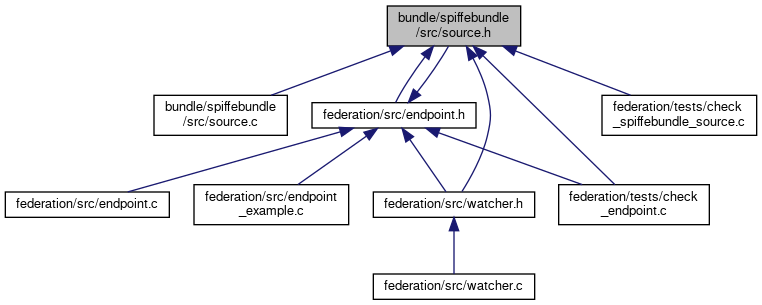 bundle/spiffebundle
/src/source.h
bundle/spiffebundle
/src/source.c
federation/src/endpoint.h
federation/tests/check
_spiffebundle_source.c
federation/src/endpoint.c
federation/src/endpoint
_example.c
federation/src/watcher.h
federation/tests/check
_endpoint.c
federation/src/watcher.c